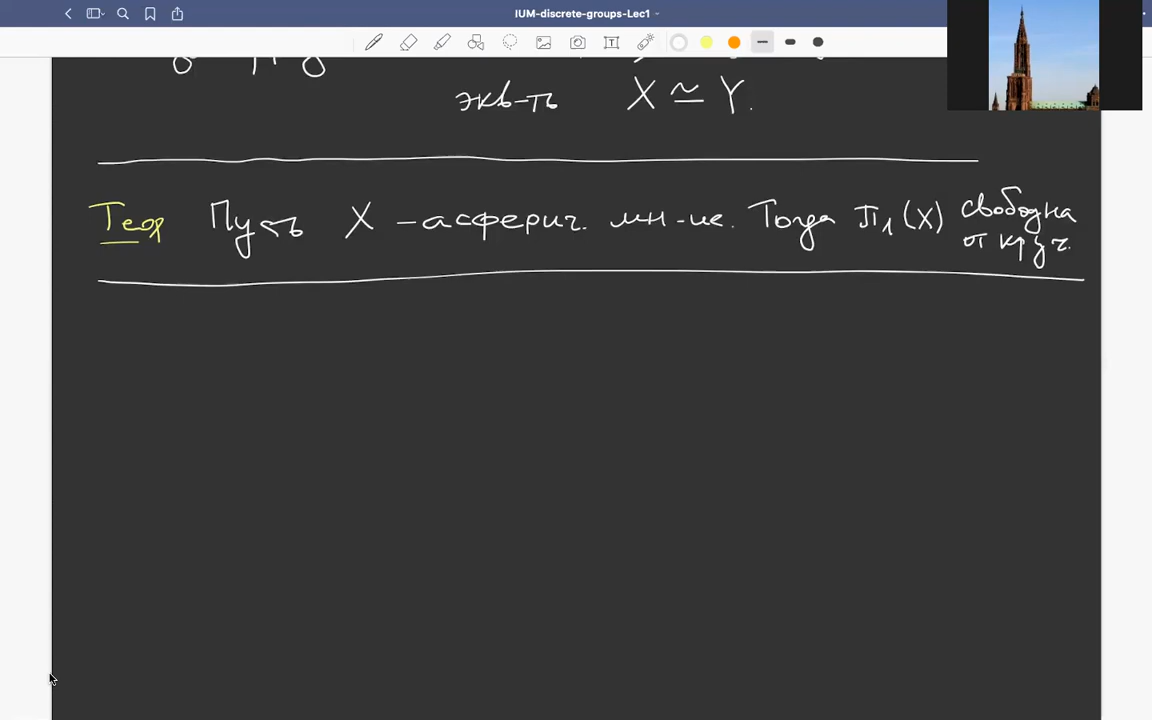 IUM-discrete-groups-Lec1
экв-ть X ≃ Y.
Теор Пусть X – асферич. мн-ие. Тогда π₁(X) свободна
от круч.